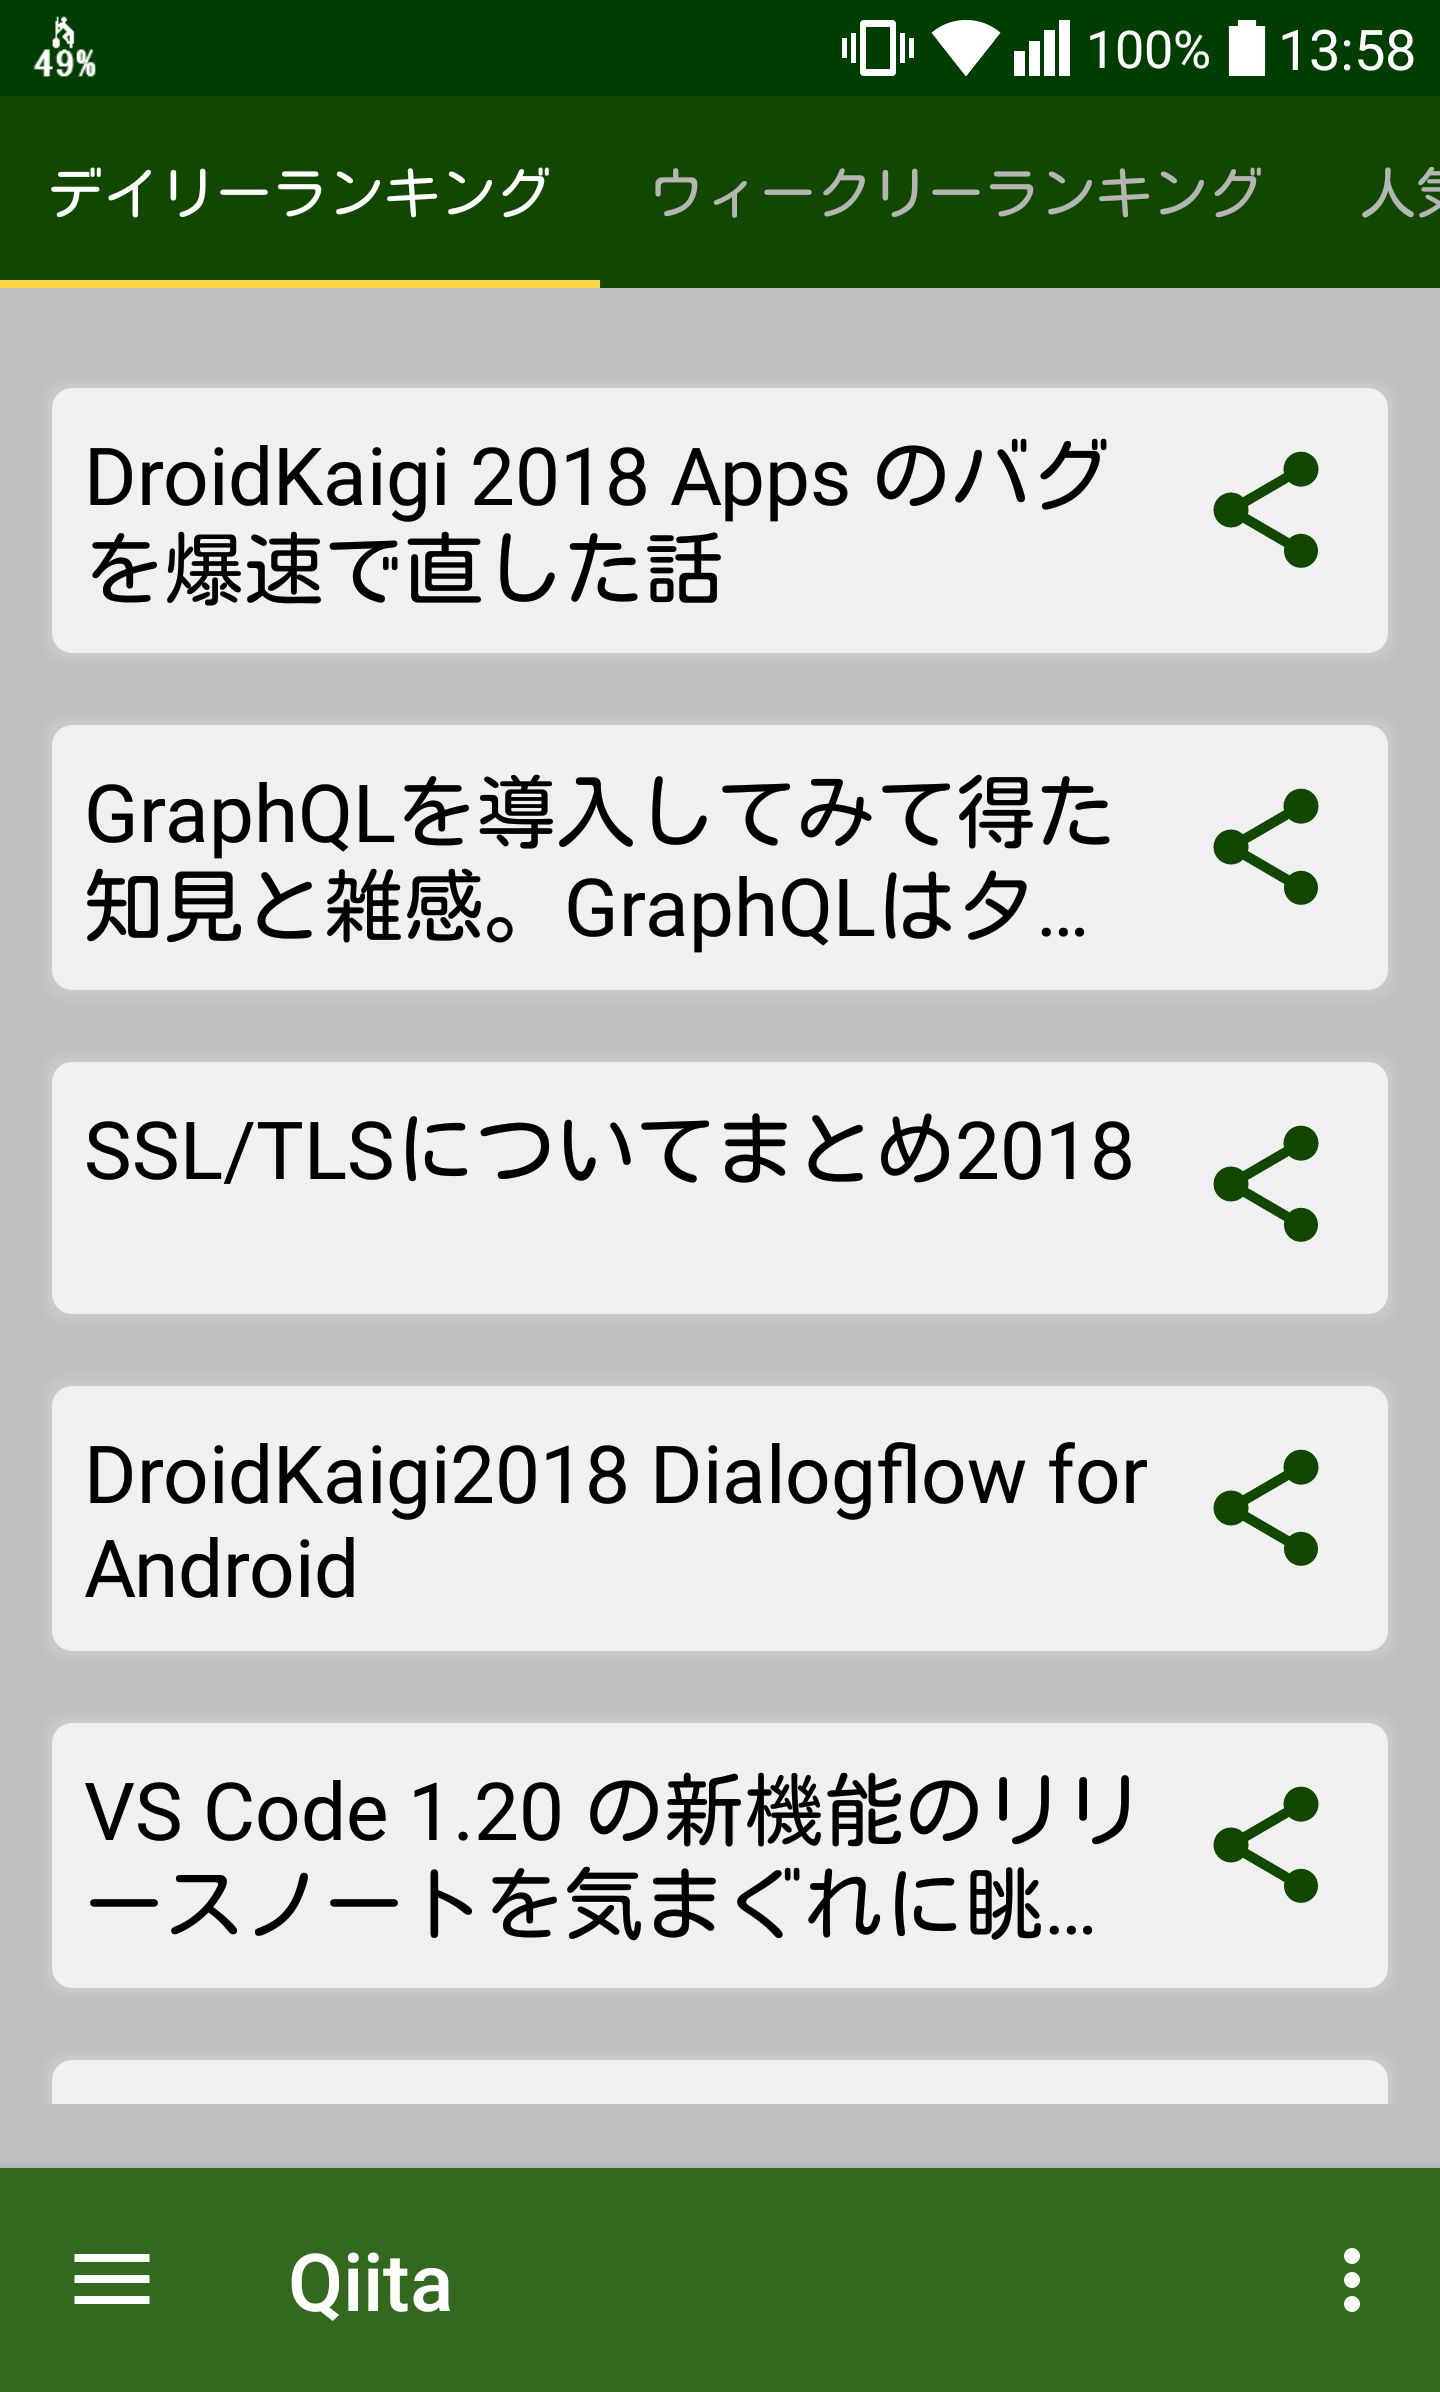 49%
100% 13:58
デイリーランキング ウィークリーランキング 人気
DroidKaigi 2018 Apps のバグ
を爆速で直した話
GraphQLを導入してみて得た
知見と雑感。GraphQLはタ...
SSL/TLSについてまとめ2018
DroidKaigi2018 Dialogflow for
Android
VS Code 1.20 の新機能のリリ
ースノートを気まぐれに眺...
Qiita